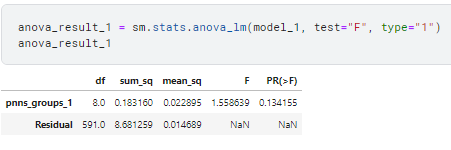 anova_result_1 = sm.stats.anova_lm(model_1, test="F", type="1")
anova_result_1
df sum_sq mean_sq F PR(>F)
pnns_groups_1 8.0 0.183160 0.022895 1.558639 0.134155
Residual 591.0 8.681259 0.014689 NaN NaN